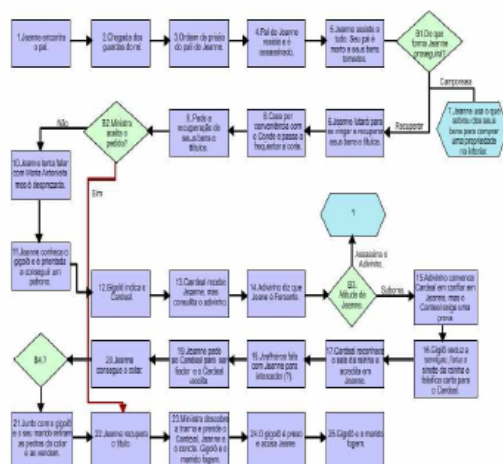 1.Jeanne encontra o
pai.
2.Chegada dos
guardas do rei.
3.Ordem de prisão
do pai de Jeanne.
4.Pai de Jeanne
resiste e é
assassinado.
5.Jeanne assiste a
tudo. Seu pai é
morto e seus bens
tomados.
B1.De que
forma Jeanne
prosseguirá?
Camponesa
Recuperar
7.Jeanne usa o que
sobrou dos seus
bens para comprar
uma propriedade
no interior.
6.Jeanne lutará para
se vingar e recuperar
seus bens e títulos.
8.Casa por
conveniência com
o Conde e passa a
frequentar a corte.
9.Pede a
recuperação de
seus bens e
títulos.
B2.Ministro
aceita o
pedido?
Não
Sim
10.Jeanne tenta falar
com Maria Antonieta
mas é desprezada.
11.Jeanne conhece o
gigolô e é orientada a
conseguir um
patrono.
12.Gigolô indica o
Cardeal.
13.Cardeal recebe
Jeanne, mas
consulta o adivinho.
14.Adivinho diz que
Jeanne é
B3.
Atitude de
Jeanne.
Assassina o
Adivinho.
Suborna.
15.Adivinho convence
Cardeal em confiar em
Jeanne, mas o
Cardeal exige uma
prova
16.Gigolô seduz a
serviçal, furta o
da rainha e
falsifica carta para o
Cardeal.
17.Cardeal reconhece
o selo da rainha e
acredita em
Jeanne.
18.Joalheiros fala
com Jeanne para
interceder (?).
19.Jeanne pede
ao Cardeal para ser
fiador e o Cardeal
aceita.
20.Jeanne
consegue o colar.
B4.?
21.Junto com o gigolô
e o seu marido retiram
as pedras do colar
e as vendem.
22.Jeanne recupera
o título.
23.Ministro descobre
a trama e prende o
Cardeal, Jeanne e
o conde. Gigolô e o
marido fogem.
24.O gigolô é preso
e acusa Jeanne
25.Gigolô e o marido
fogem.